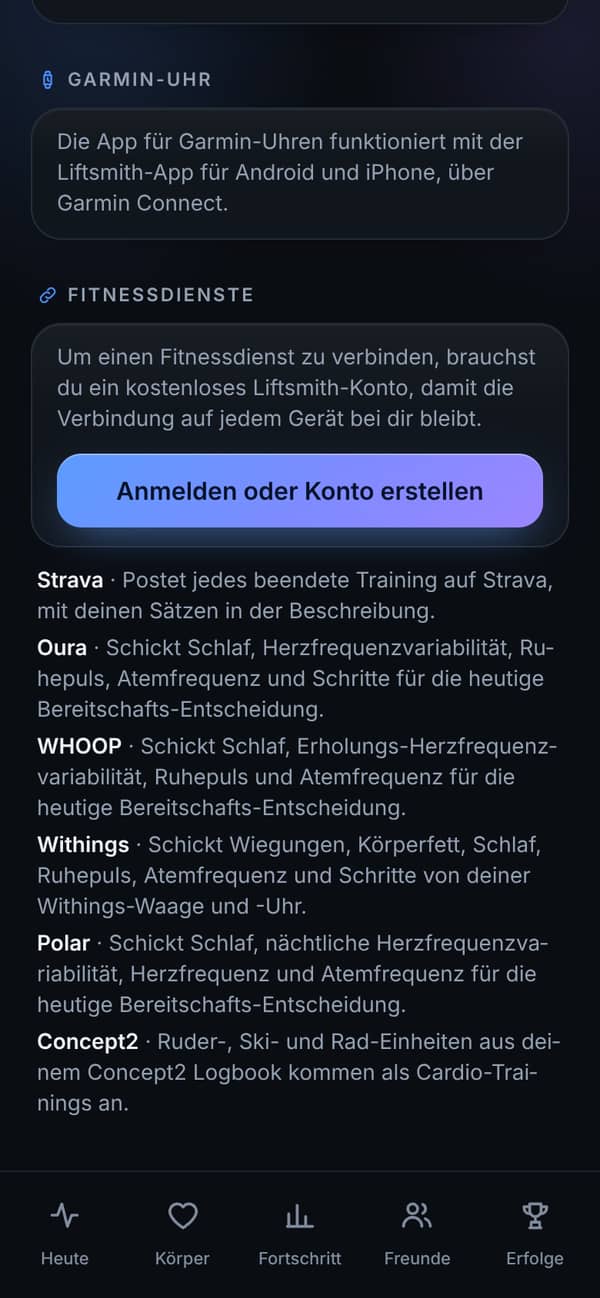 GARMIN-UHR
Die App für Garmin-Uhren funktioniert mit der
Liftsmith-App für Android und iPhone, über
Garmin Connect.
FITNESSDIENSTE
Um einen Fitnessdienst zu verbinden, brauchst
du ein kostenloses Liftsmith-Konto, damit die
Verbindung auf jedem Gerät bei dir bleibt.
Anmelden oder Konto erstellen
Strava · Postet jedes beendete Training auf Strava,
mit deinen Sätzen in der Beschreibung.
Oura · Schickt Schlaf, Herzfrequenzvariabilität, Ru-
hepuls, Atemfrequenz und Schritte für die heutige
Bereitschafts-Entscheidung.
WHOOP · Schickt Schlaf, Erholungs-Herzfrequenz-
variabilität, Ruhepuls und Atemfrequenz für die
heutige Bereitschafts-Entscheidung.
Withings · Schickt Wiegungen, Körperfett, Schlaf,
Ruhepuls, Atemfrequenz und Schritte von deiner
Withings-Waage und -Uhr.
Polar · Schickt Schlaf, nächtliche Herzfrequenzva-
riabilität, Herzfrequenz und Atemfrequenz für die
heutige Bereitschafts-Entscheidung.
Concept2 · Ruder-, Ski- und Rad-Einheiten aus dei-
nem Concept2 Logbook kommen als Cardio-Trai-
nings an.
Heute
Körper
Fortschritt
Freunde
Erfolge